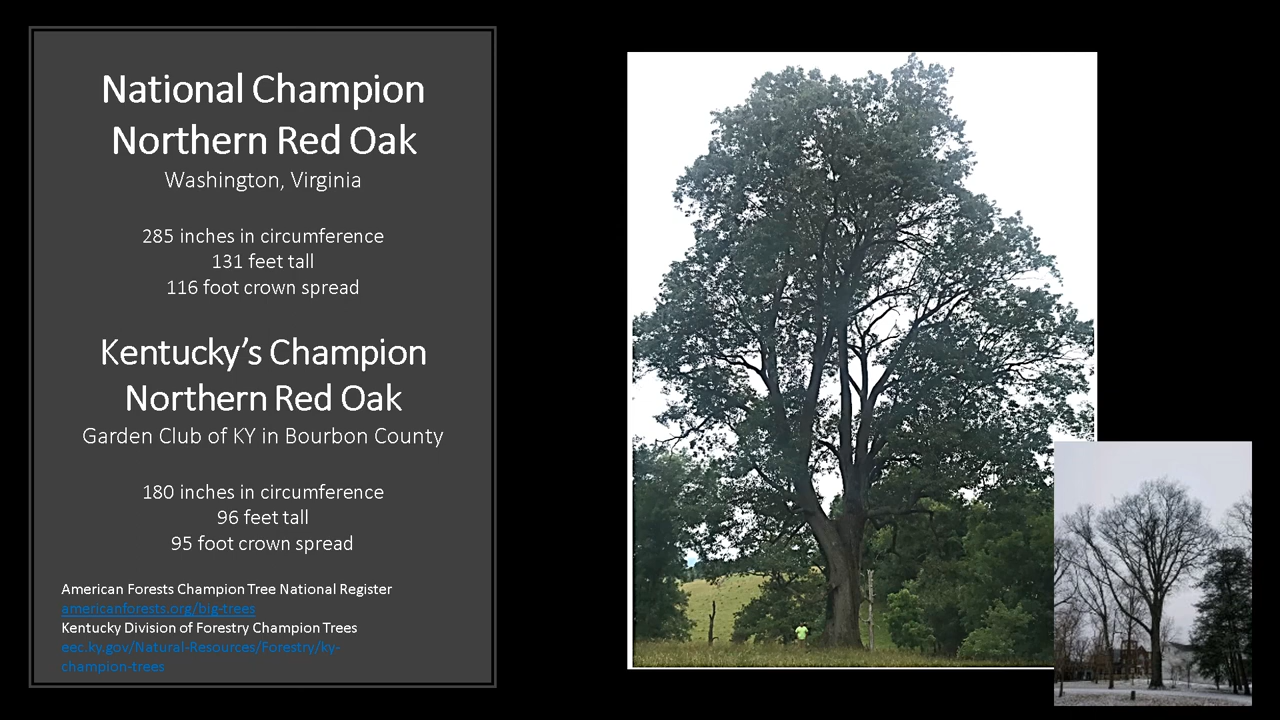 National Champion
Northern Red Oak
Washington, Virginia
285 inches in circumference
131 feet tall
116 foot crown spread
Kentucky’s Champion
Northern Red Oak
Garden Club of KY in Bourbon County
180 inches in circumference
96 feet tall
95 foot crown spread
American Forests Champion Tree National Register
americanforests.org/big-trees
Kentucky Division of Forestry Champion Trees
eec.ky.gov/Natural-Resources/Forestry/ky-
champion-trees